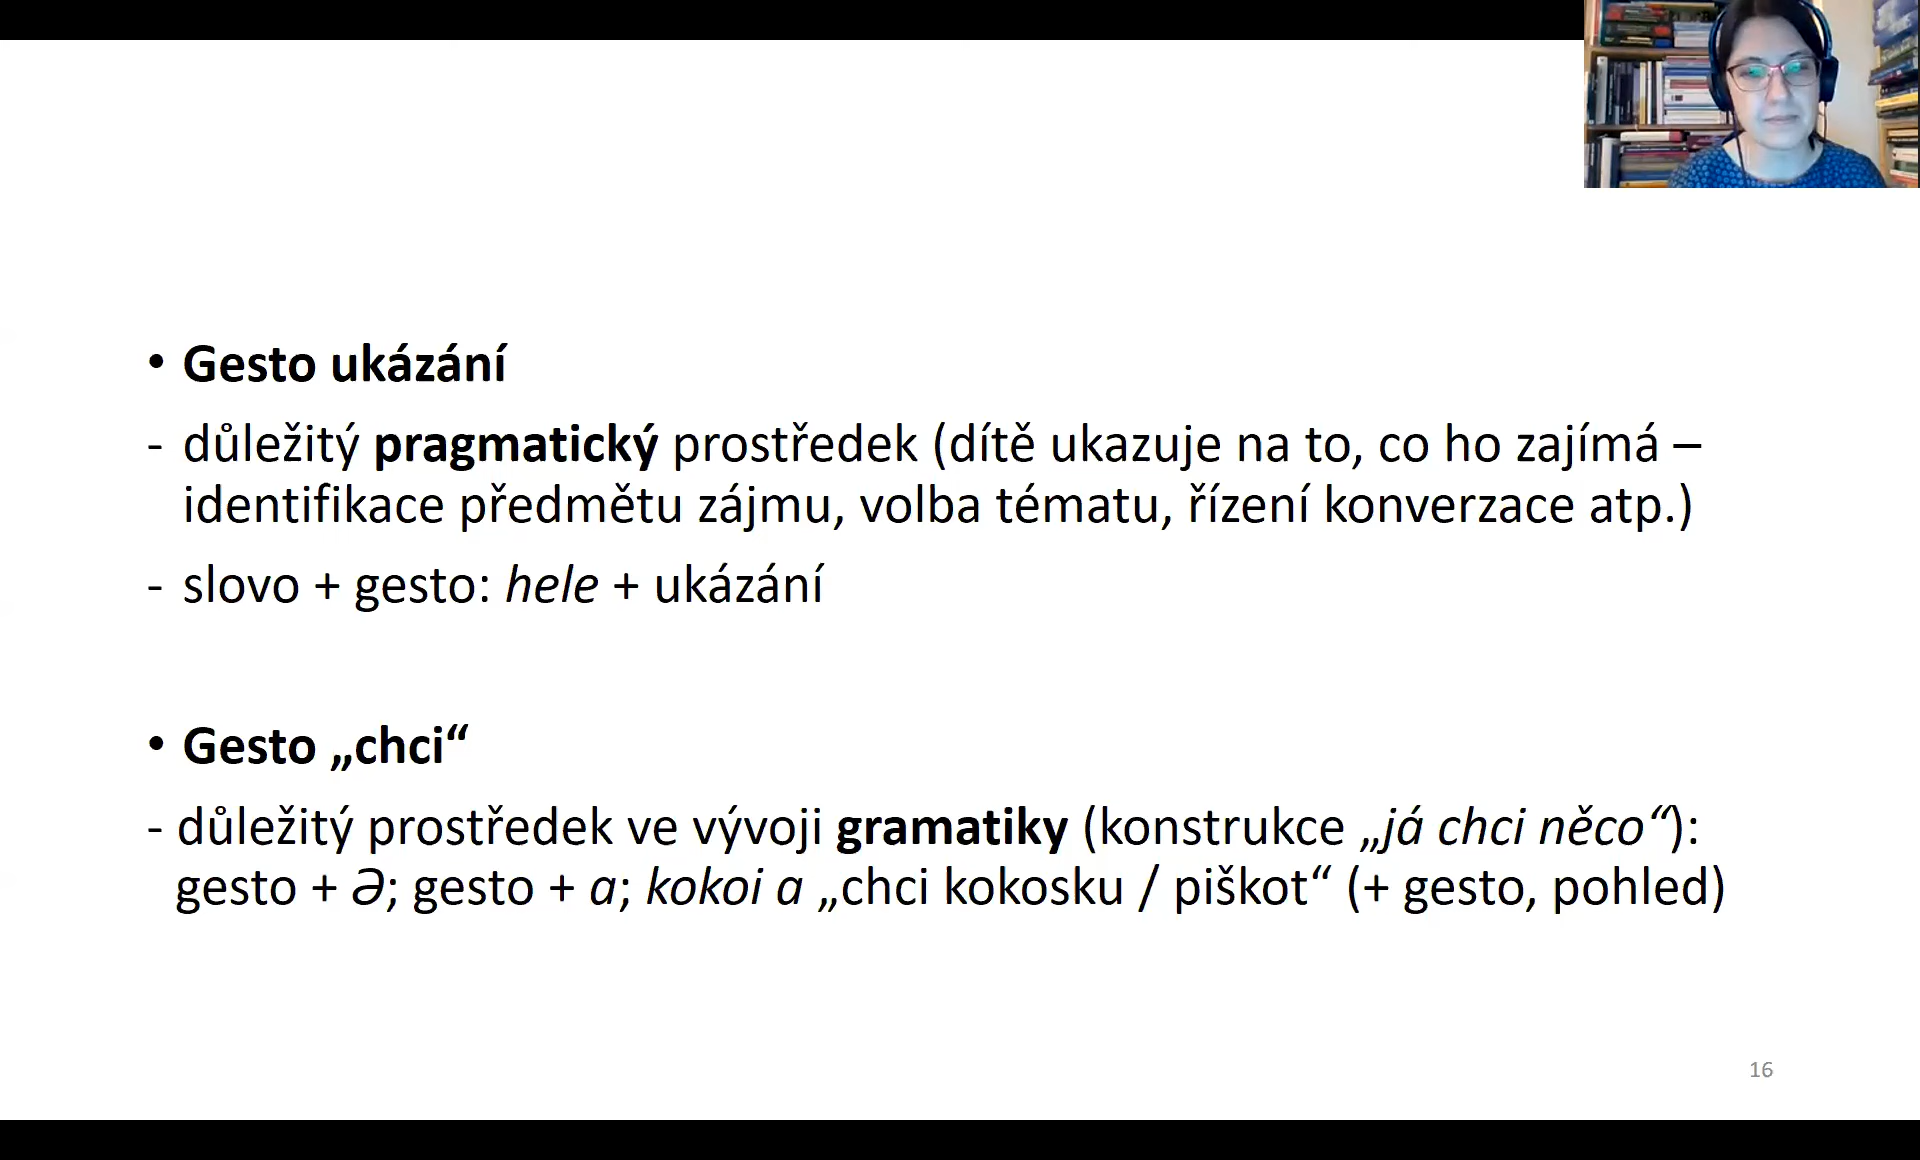 • Gesto ukázání
- důležitý pragmatický prostředek (dítě ukazuje na to, co ho zajímá –
identifikace předmětu zájmu, volba tématu, řízení konverzace atp.)
- slovo + gesto: hele + ukázání
• Gesto „chci“
- důležitý prostředek ve vývoji gramatiky (konstrukce „já chci něco“):
gesto + Ə; gesto + a; kokoi a „chci kokosku / piškot“ (+ gesto, pohled)
16